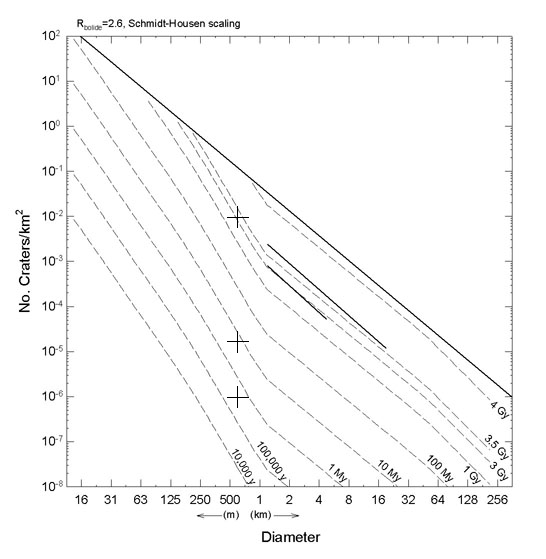 R_bolide=2.6, Schmidt-Housen scaling
10^2
10^1
10^0
10^-1
10^-2
10^-3
10^-4
10^-5
10^-6
10^-7
10^-8
No. Craters/km^2
4 Gy
3.5 Gy
3 Gy
1 Gy
100 My
10 My
1 My
100,000 y
10,000 y
16 31 63 125 250 500 1 2 4 8 16 32 64 128 256
(m) (km)
Diameter